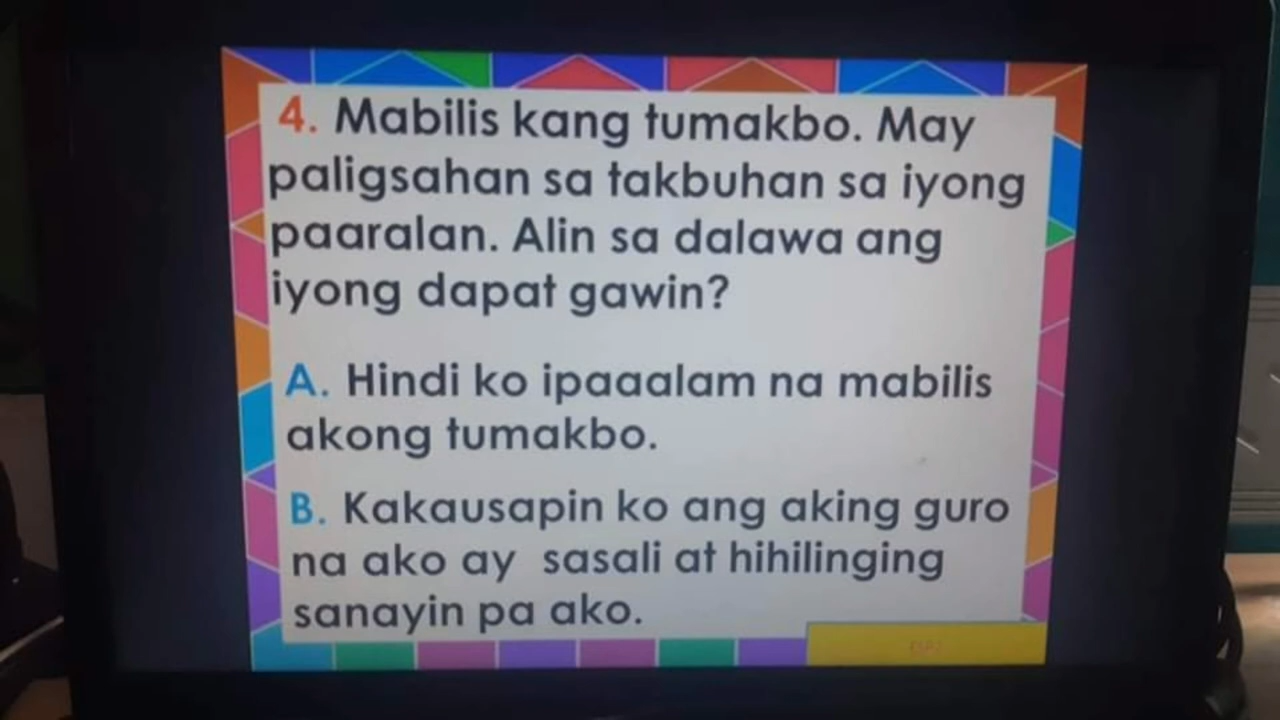 4. Mabilis kang tumakbo. May
paligsahan sa takbuhan sa iyong
paaralan. Alin sa dalawa ang
iyong dapat gawin?
A. Hindi ko ipaaalam na mabilis
akong tumakbo.
B. Kakausapin ko ang aking guro
na ako ay sasali at hihilinging
sanayin pa ako.